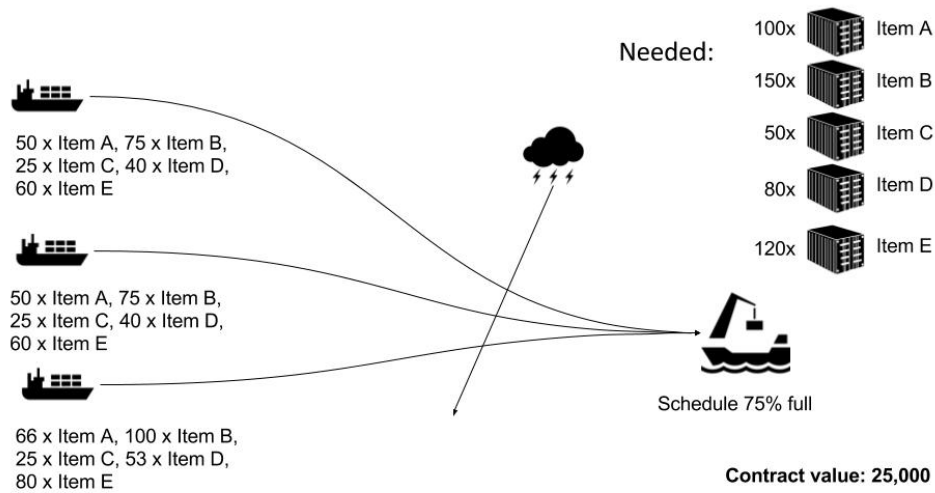 Needed:
100x Item A
150x Item B
50x Item C
80x Item D
120x Item E
50 x Item A, 75 x Item B,
25 x Item C, 40 x Item D,
60 x Item E
50 x Item A, 75 x Item B,
25 x Item C, 40 x Item D,
60 x Item E
66 x Item A, 100 x Item B,
25 x Item C, 53 x Item D,
80 x Item E
Schedule 75% full
Contract value: 25,000